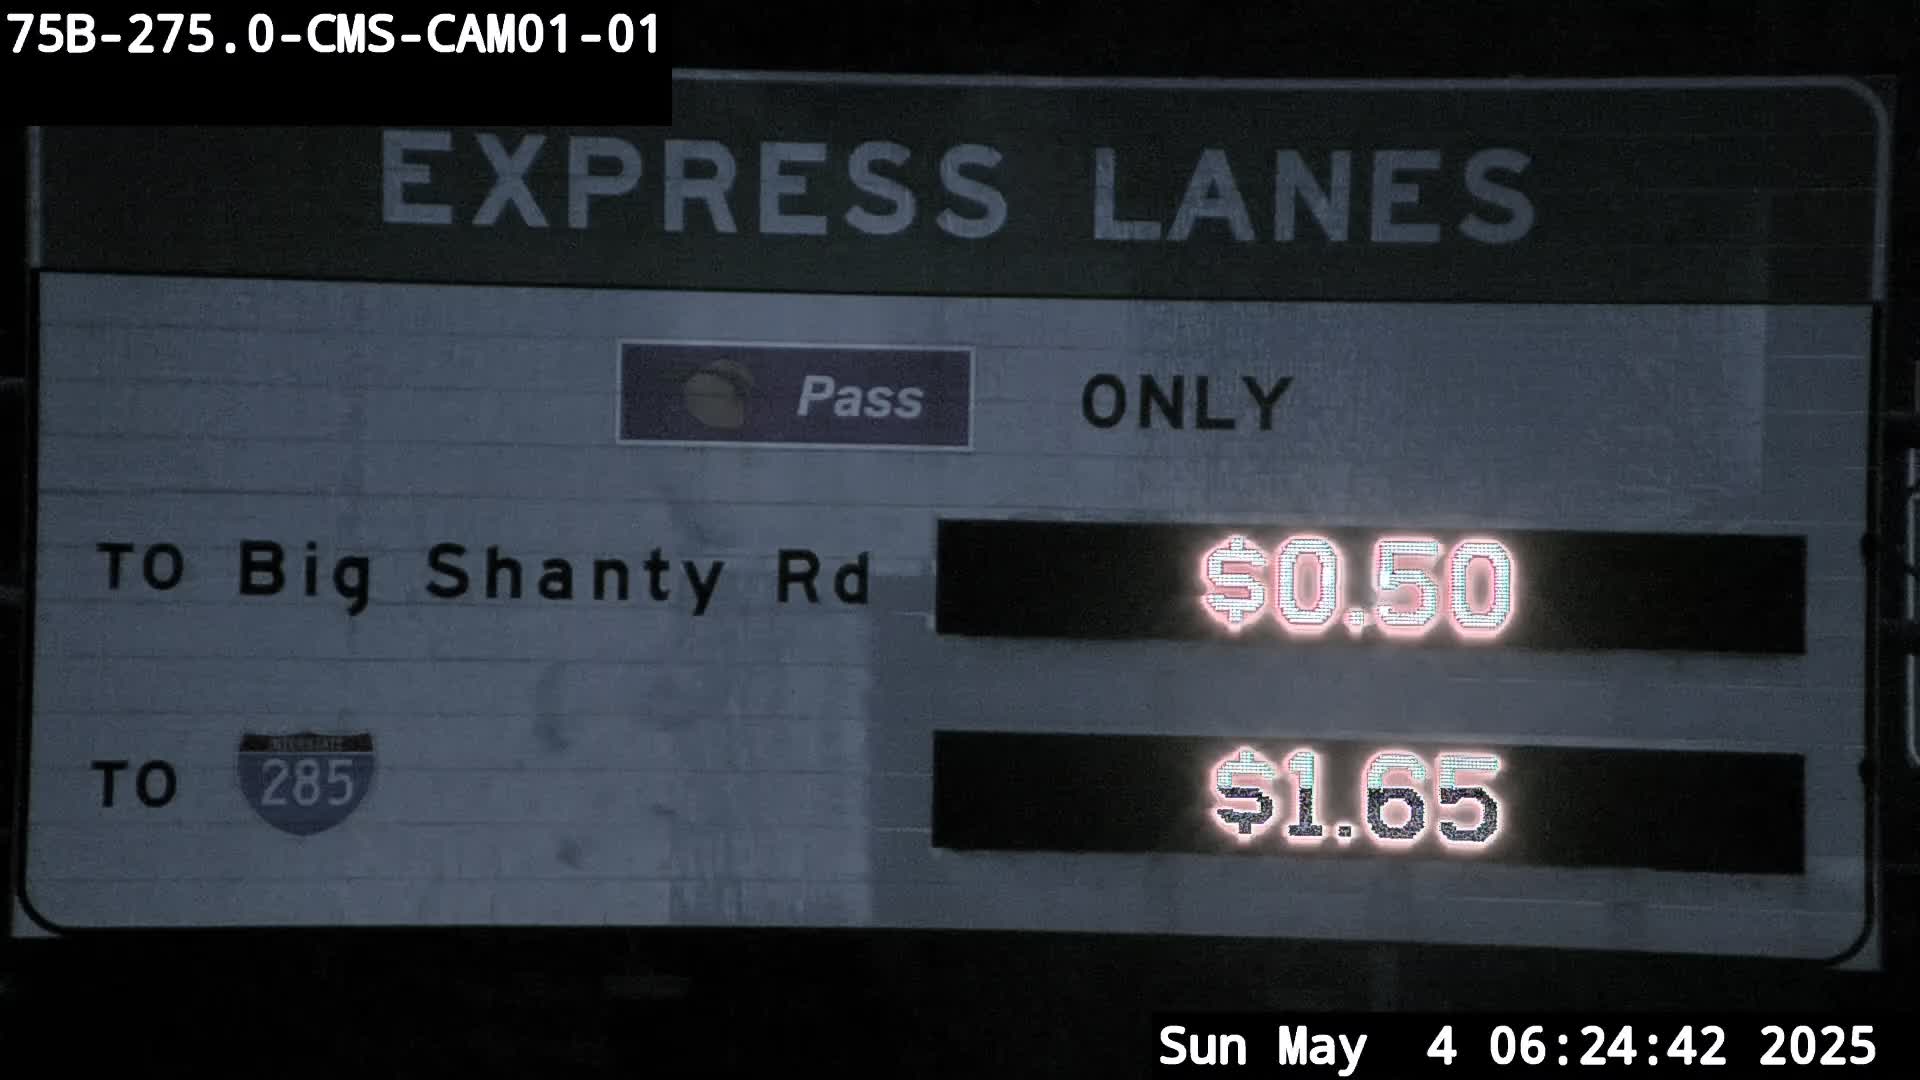 75B-275.0-CMS-CAM01-01
EXPRESS LANES
Pass ONLY
TO Big Shanty Rd $0.50
INTERSTATE
TO 285 $1.65
Sun May 4 06:24:42 2025